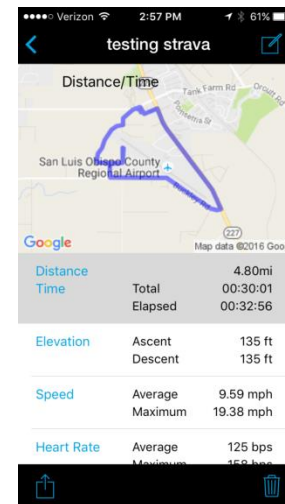 Verizon 2:57 PM 61%
testing strava
Distance/Time
Tank Farm Rd
Orcutt Rd
San Luis Obispo County
Regional Airport
227
Google
Map data ©2016 Goo
Distance 4.80mi
Time Total 00:30:01
Elapsed 00:32:56
Elevation Ascent 135 ft
Descent 135 ft
Speed Average 9.59 mph
Maximum 19.38 mph
Heart Rate Average 125 bps
Maximum 158 bps